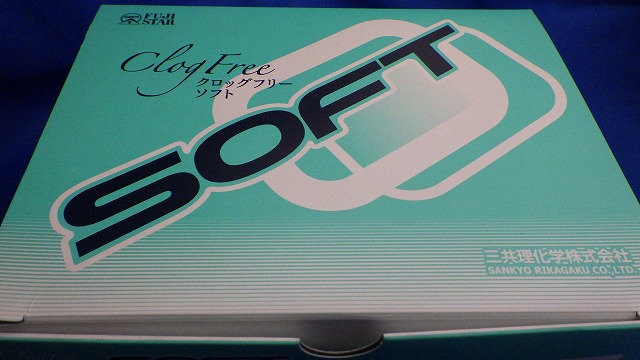 FUJI
STAR
Clog Free
クロッグフリー
ソフト
SOFT
三共理化学株式会社
SANKYO RIKAGAKU CO.,LTD.